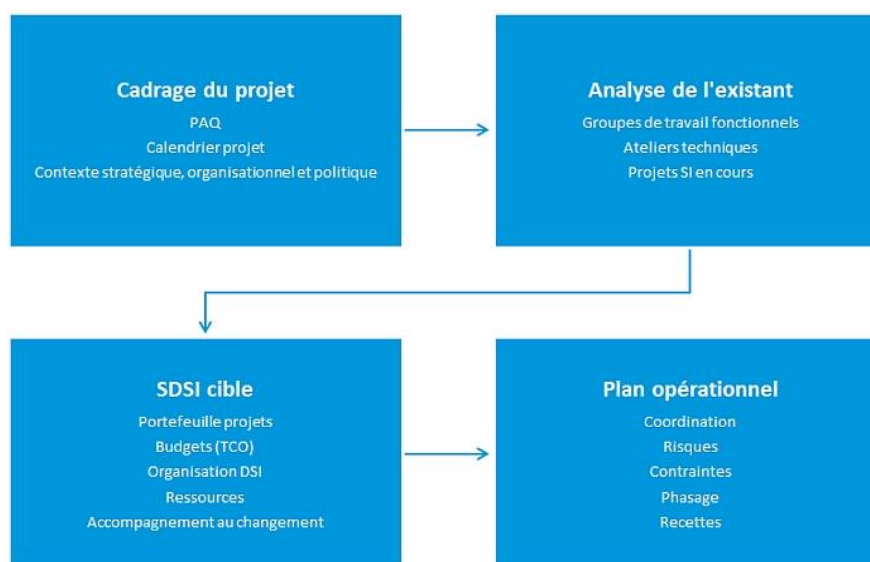 Cadrage du projet
PAQ
Calendrier projet
Contexte stratégique, organisationnel et politique
Analyse de l'existant
Groupes de travail fonctionnels
Ateliers techniques
Projets SI en cours
SDSI cible
Portefeuille projets
Budgets (TCO)
Organisation DSI
Ressources
Accompagnement au changement
Plan opérationnel
Coordination
Risques
Contraintes
Phasage
Recettes